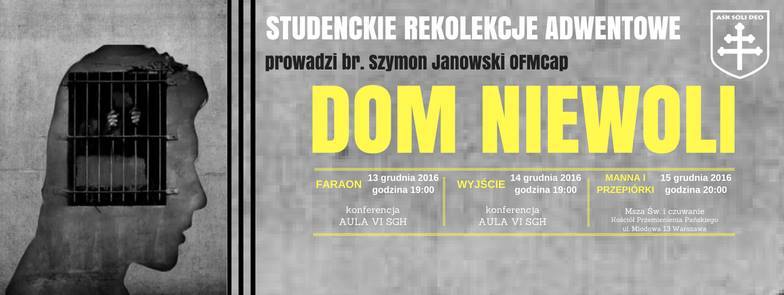 STUDENCKIE REKOLEKCJE ADWENTOWE
ASK SOLI DEO
prowadzi br. Szymon Janowski OFMCap
DOM NIEWOLI
FARAON
13 grudnia 2016
godzina 19:00
konferencja
AULA VI SGH
WYJŚCIE
14 grudnia 2016
godzina 19:00
konferencja
AULA VI SGH
MANNA I
PRZEPIÓRKI
15 grudnia 2016
godzina 20:00
Msza Św. i czuwanie
Kościół Przemienienia Pańskiego
ul. Miodowa 13 Warszawa